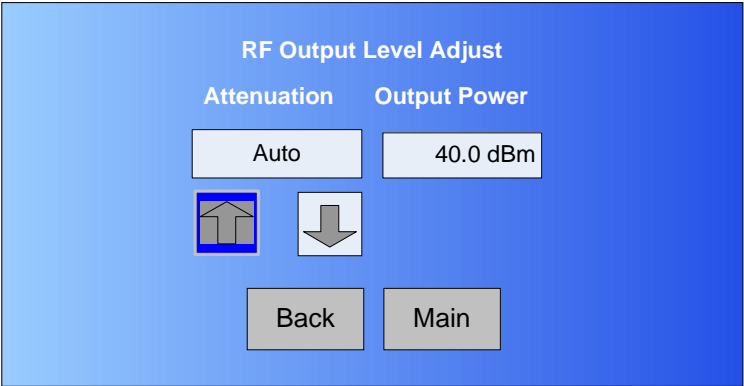 RF Output Level Adjust
Attenuation Output Power
Auto 40.0 dBm
Back Main